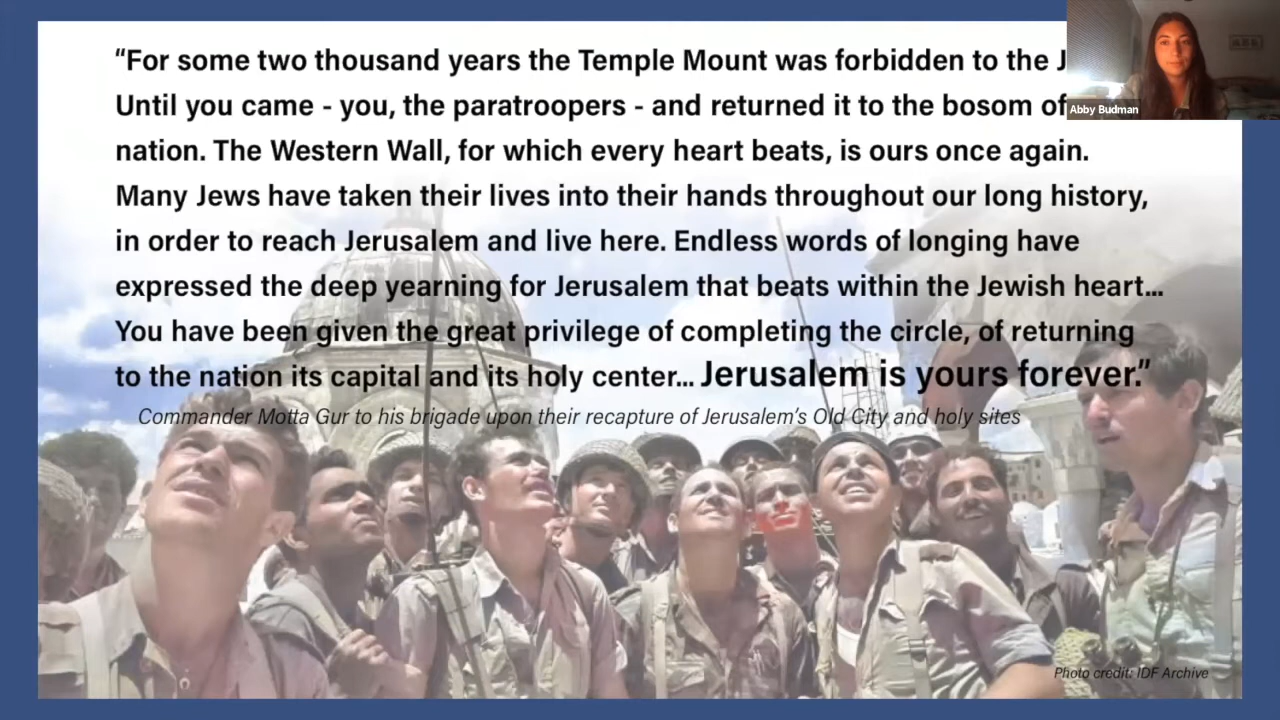 “For some two thousand years the Temple Mount was forbidden to the J
Until you came - you, the paratroopers - and returned it to the bosom of
nation. The Western Wall, for which every heart beats, is ours once again.
Many Jews have taken their lives into their hands throughout our long history,
in order to reach Jerusalem and live here. Endless words of longing have
expressed the deep yearning for Jerusalem that beats within the Jewish heart...
You have been given the great privilege of completing the circle, of returning
to the nation its capital and its holy center... Jerusalem is yours forever.”
Commander Motta Gur to his brigade upon their recapture of Jerusalem’s Old City and holy sites
Abby Budman
Photo credit: IDF Archive